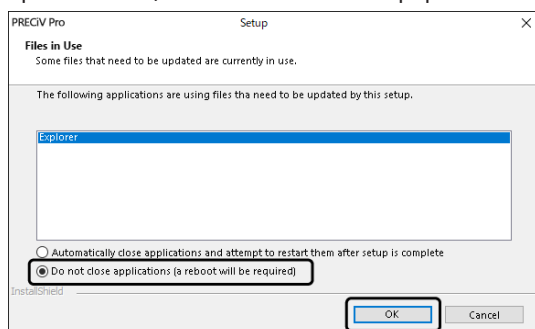 PRECiV Pro Setup
Files in Use
Some files that need to be updated are currently in use.
The following applications are using files tha need to be updated by this setup.
Explorer
Automatically close applications and attempt to restart them after setup is complete
Do not close applications (a reboot will be required)
InstallShield
OK Cancel